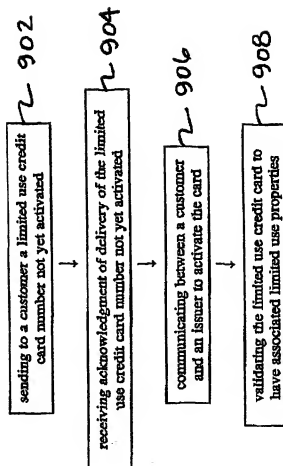 902
sending to a customer a limited use credit
card number not yet activated
904
receiving acknowledgment of delivery of the limited
use credit card number not yet activated
906
communicating between a customer
and an issuer to activate the card
908
validating the limited use credit card to
have associated limited use properties